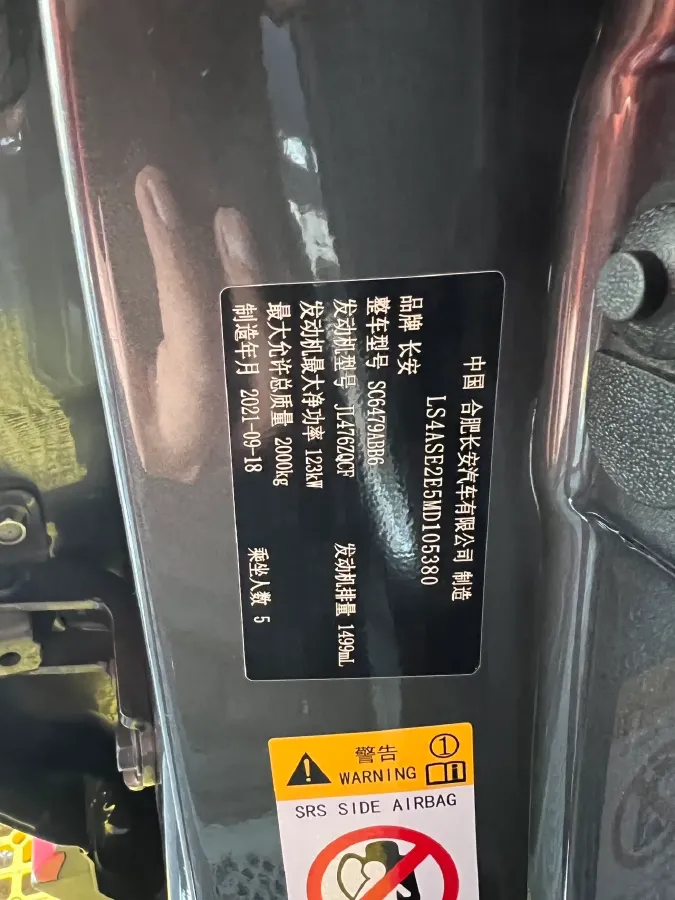 中国 合肥长安汽车有限公司 制造
LS4ASE2E5MD105380
品牌 长安
整车型号 SC6479ABB6
发动机型号 JL476ZQCF 发动机排量 1499mL
发动机最大净功率 123kW
最大允许总质量 2000kg
制造年月 2021-09-18 乘坐人数 5
警告 1
WARNING i
SRS SIDE AIRBAG